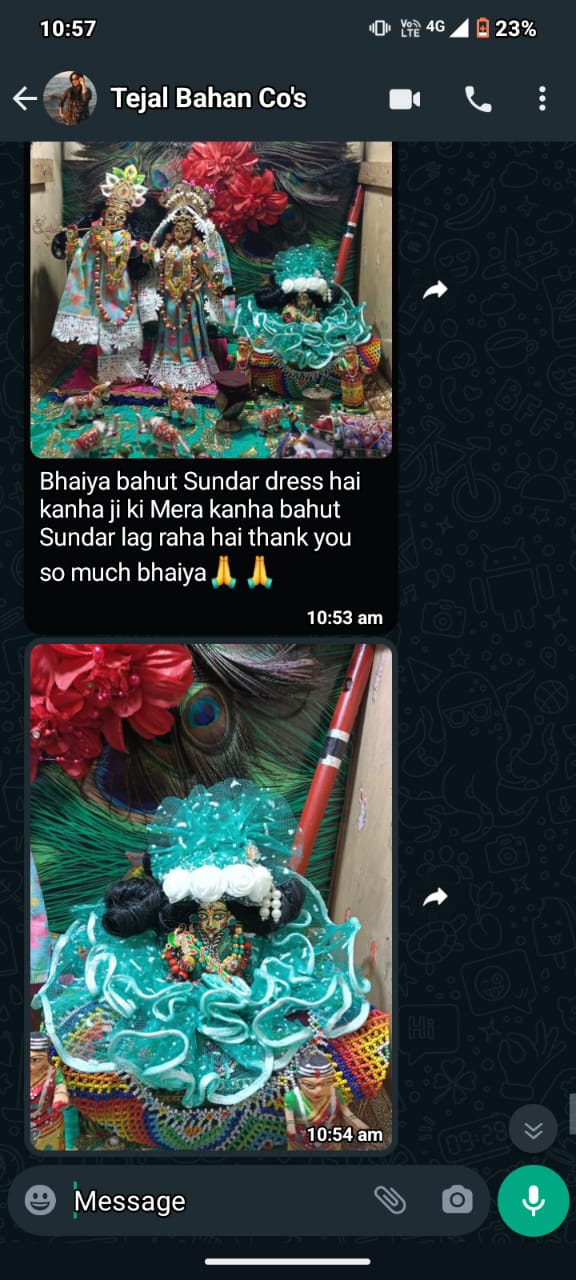 10:57
Vo LTE 4G 23%
Tejal Bahan Co's
Bhaiya bahut Sundar dress hai
kanha ji ki Mera kanha bahut
Sundar lag raha hai thank you
so much bhaiya🙏 🙏
10:53 am
10:54 am
Message